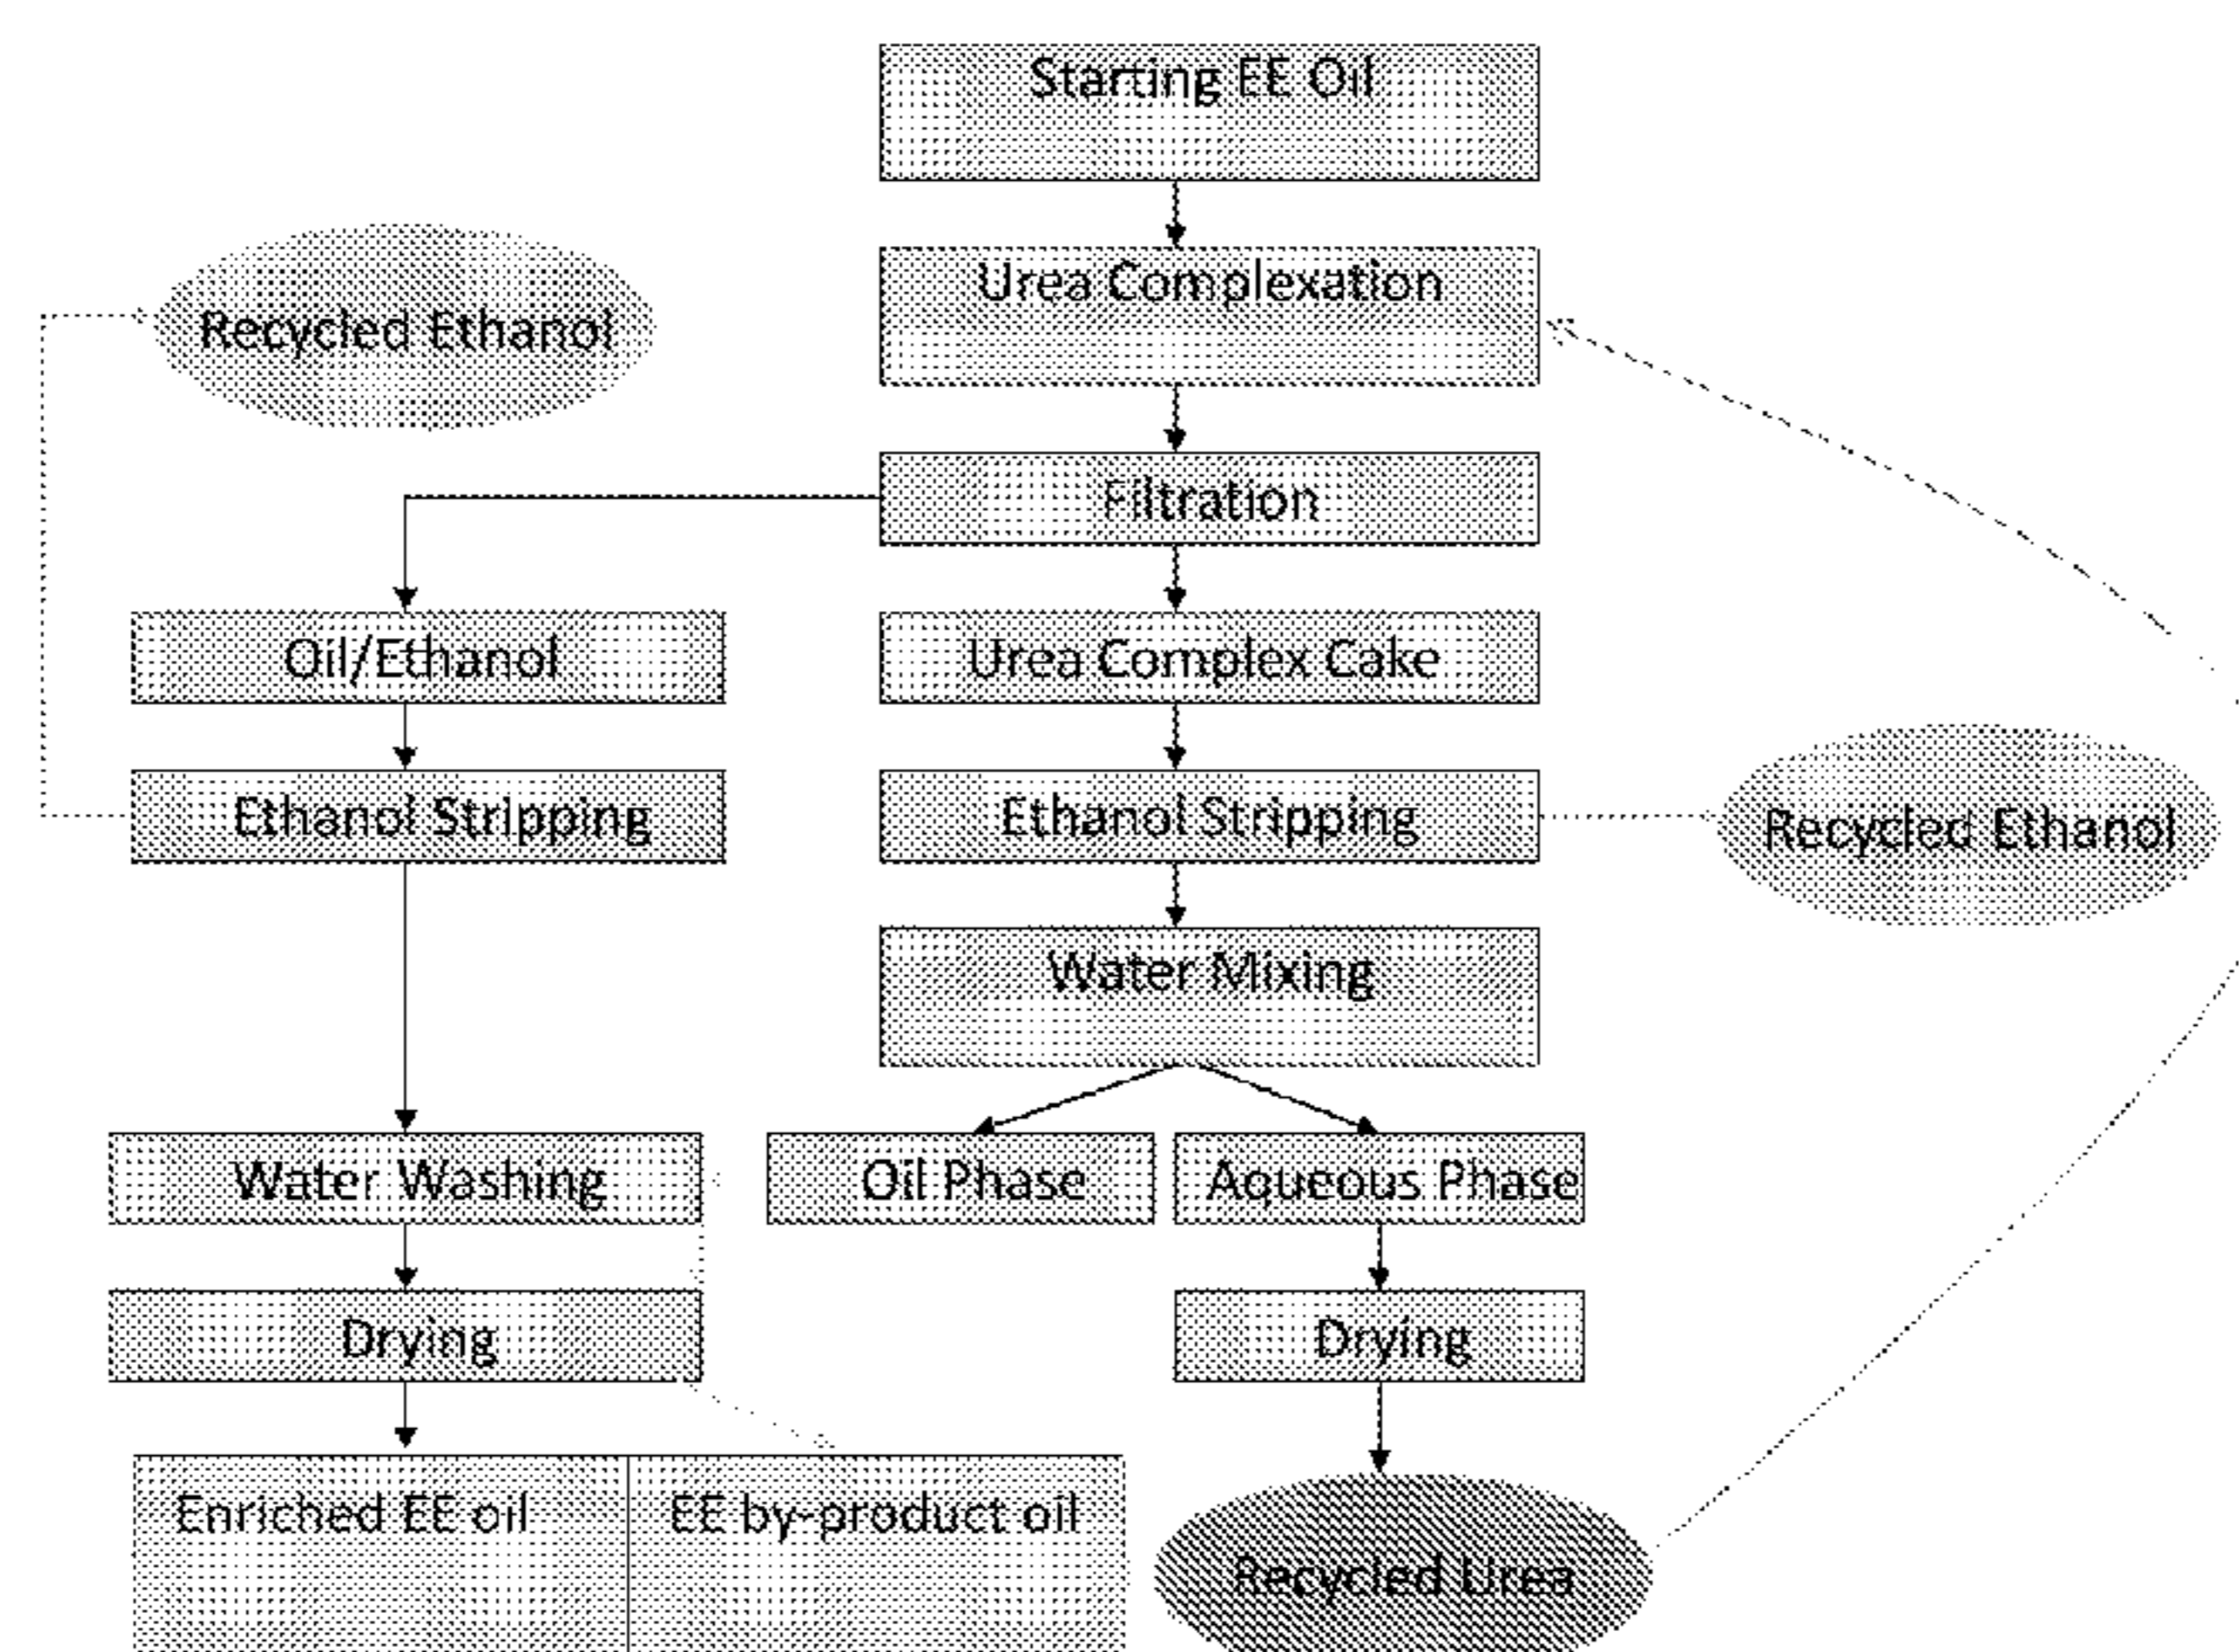 Starting EE Oil
Urea Complexation
Recycled Ethanol
Filtration
Oil/Ethanol
Urea Complex Cake
Ethanol Stripping
Ethanol Stripping
Recycled Ethanol
Water Mixing
Water Washing
Oil Phase
Aqueous Phase
Drying
Drying
Enriched EE oil
EE by-product oil
Recycled Urea